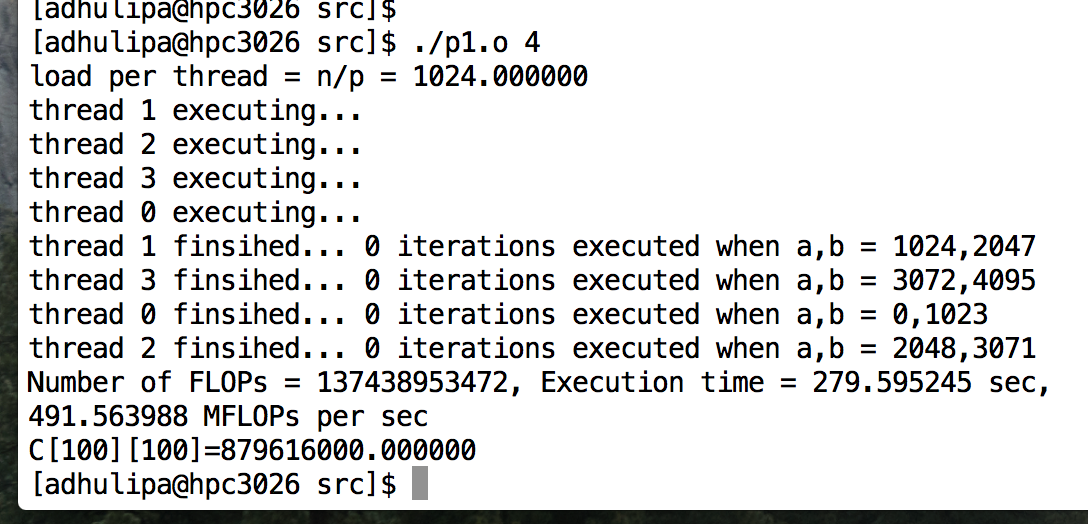 [adhulipa@hpc3026 src]$
[adhulipa@hpc3026 src]$ ./p1.o 4
load per thread = n/p = 1024.000000
thread 1 executing...
thread 2 executing...
thread 3 executing...
thread 0 executing...
thread 1 finsihed... 0 iterations executed when a,b = 1024,2047
thread 3 finsihed... 0 iterations executed when a,b = 3072,4095
thread 0 finsihed... 0 iterations executed when a,b = 0,1023
thread 2 finsihed... 0 iterations executed when a,b = 2048,3071
Number of FLOPs = 137438953472, Execution time = 279.595245 sec,
491.563988 MFLOPs per sec
C[100][100]=879616000.000000
[adhulipa@hpc3026 src]$